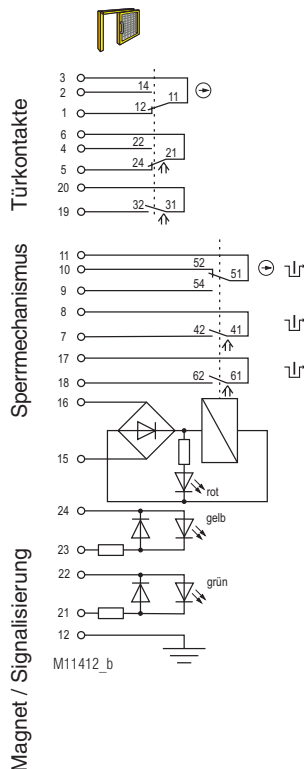 Türkontakte
3
2 14
11
1 12
6
4 22
21
5 24
20
19 32 31
Sperrmechanismus
11
10 52
51
9 54
8
7 42 41
17
18 62 61
16
15
rot
Magnet / Signalisierung
24
gelb
23
22
grün
21
12
M11412_b